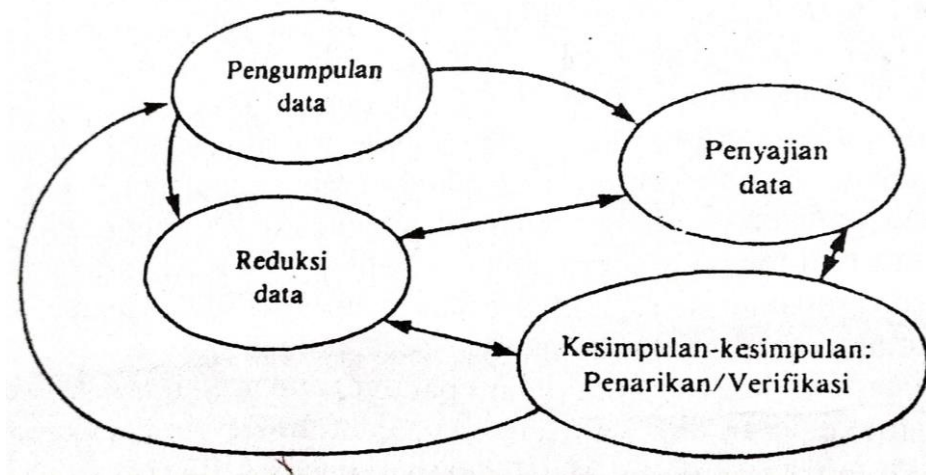 Pengumpulan
data
Penyajian
data
Reduksi
data
Kesimpulan-kesimpulan:
Penarikan/Verifikasi